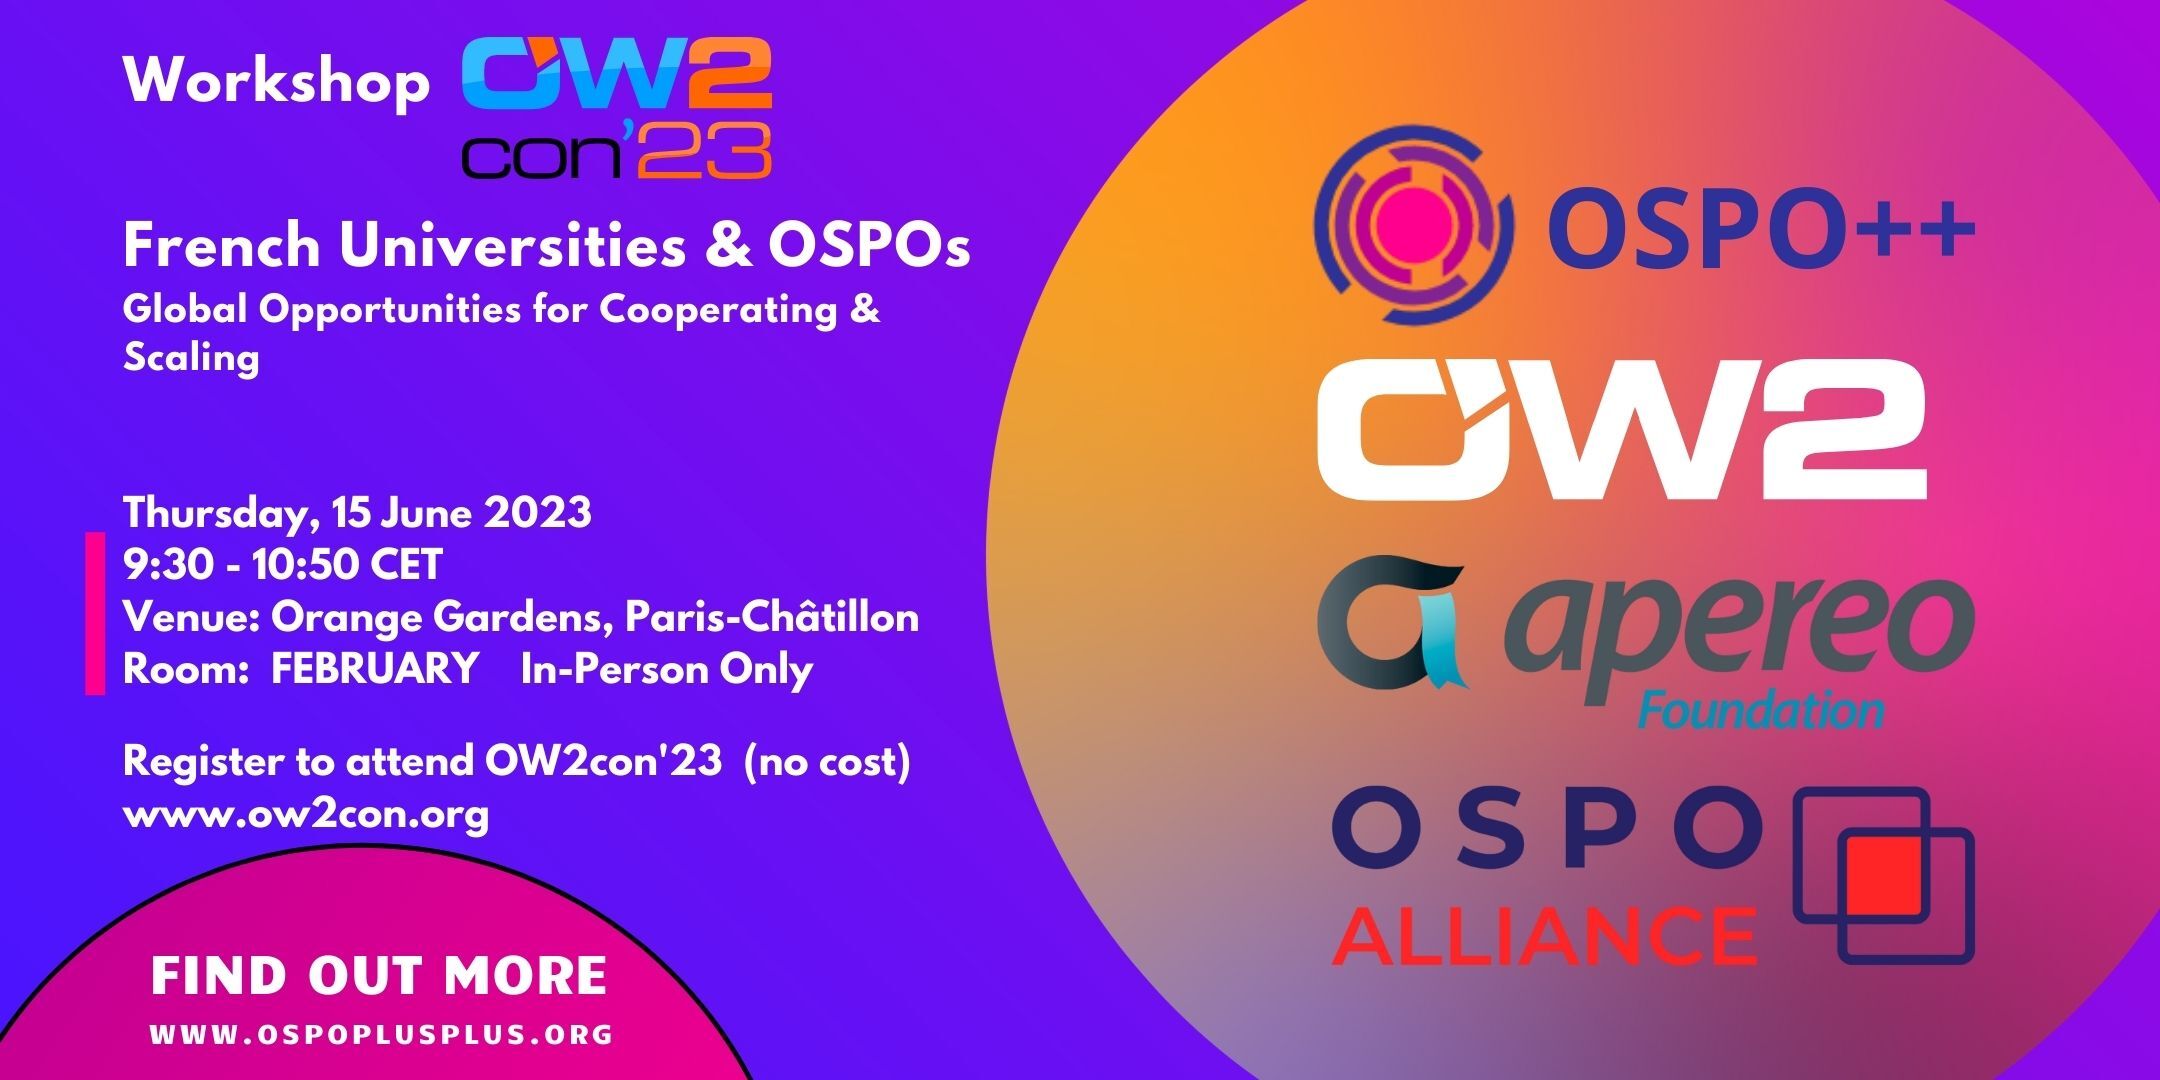 Workshop OW2
con'23
French Universities & OSPOs
Global Opportunities for Cooperating &
Scaling
Thursday, 15 June 2023
9:30 - 10:50 CET
Venue: Orange Gardens, Paris-Châtillon
Room: FEBRUARY In-Person Only
Register to attend OW2con'23 (no cost)
www.ow2con.org
FIND OUT MORE
WWW.OSPOPLUSPLUS.ORG
OSPO++
OW2
apereo
Foundation
OSPO
ALLIANCE